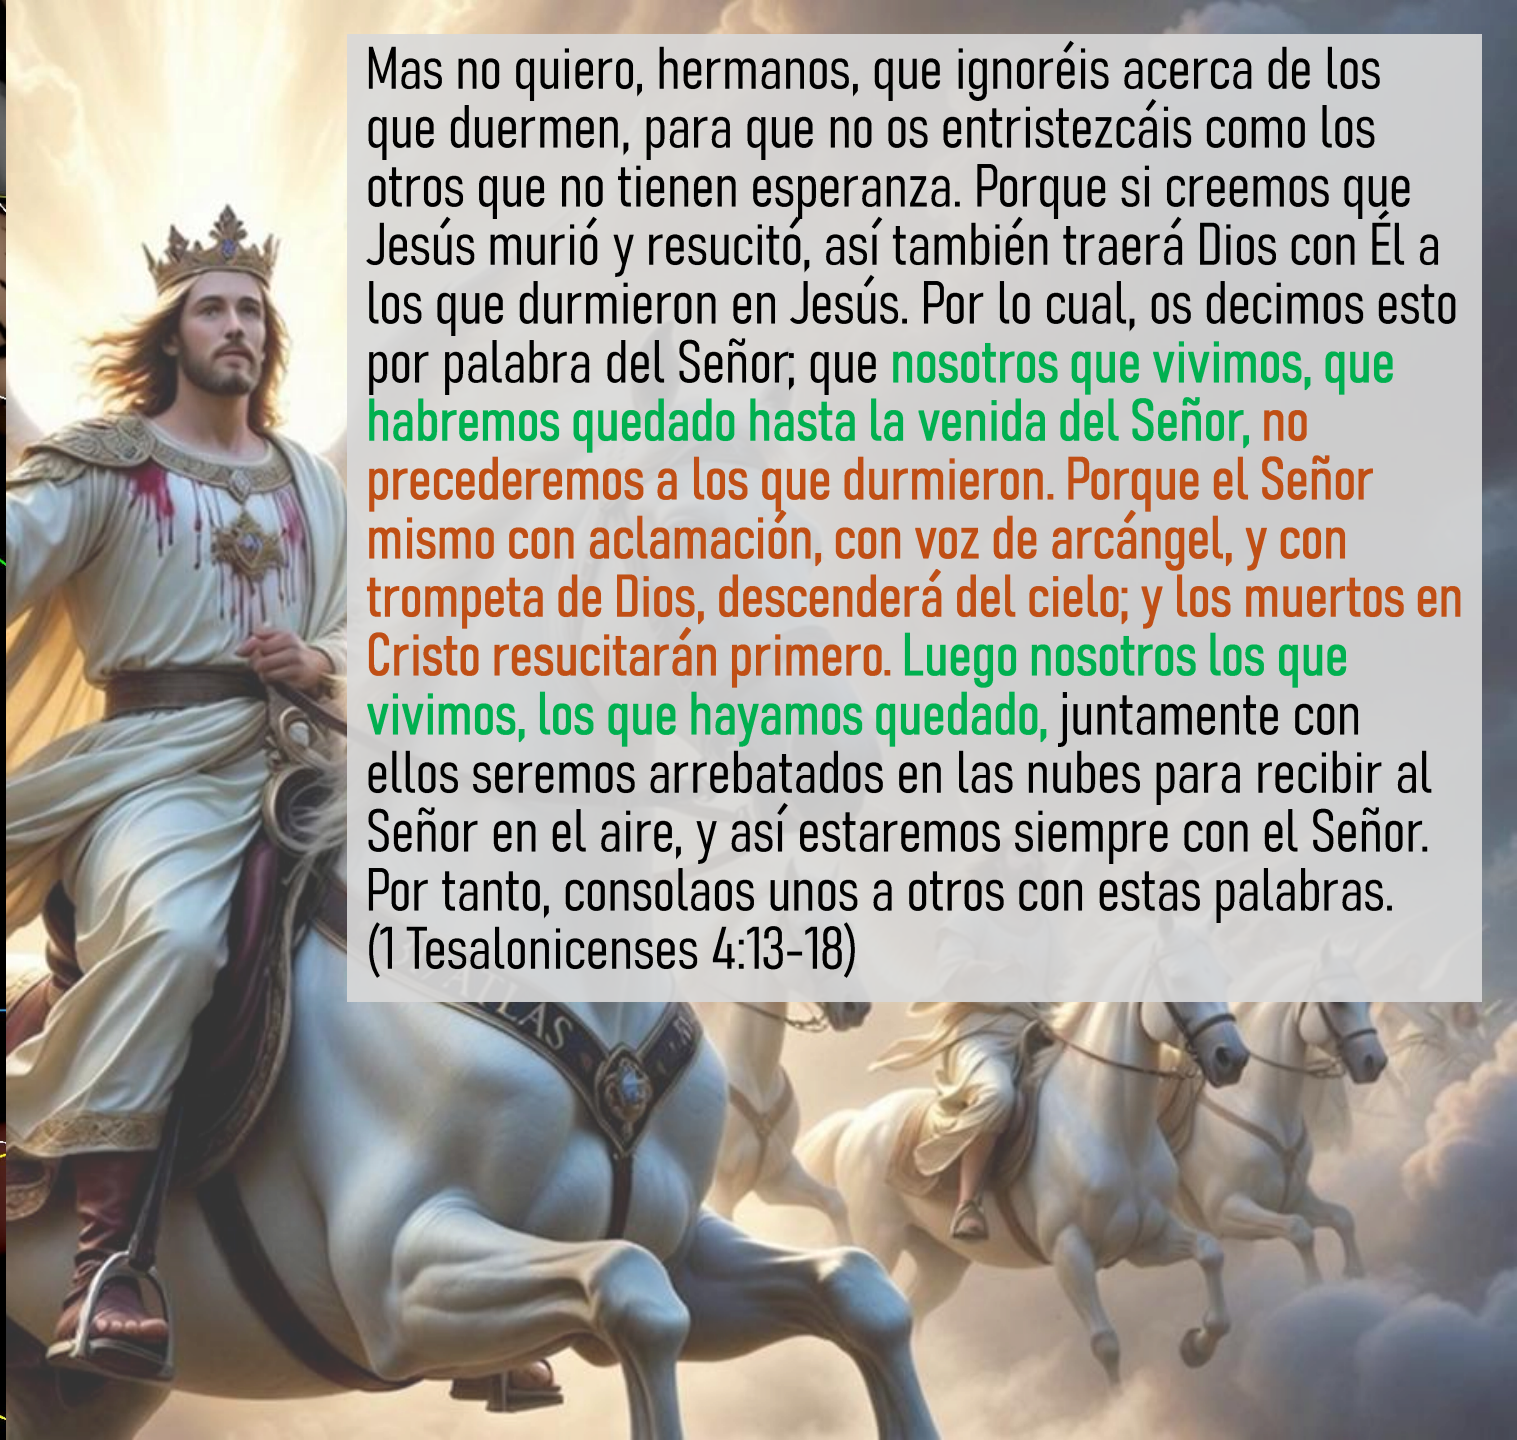 Mas no quiero, hermanos, que ignoréis acerca de los
que duermen, para que no os entristezcáis como los
otros que no tienen esperanza. Porque si creemos que
Jesús murió y resucitó, así también traerá Dios con Él a
los que durmieron en Jesús. Por lo cual, os decimos esto
por palabra del Señor; que nosotros que vivimos, que
habremos quedado hasta la venida del Señor, no
precederemos a los que durmieron. Porque el Señor
mismo con aclamación, con voz de arcángel, y con
trompeta de Dios, descenderá del cielo; y los muertos en
Cristo resucitarán primero. Luego nosotros los que
vivimos, los que hayamos quedado, juntamente con
ellos seremos arrebatados en las nubes para recibir al
Señor en el aire, y así estaremos siempre con el Señor.
Por tanto, consolaos unos a otros con estas palabras.
(1 Tesalonicenses 4:13-18)